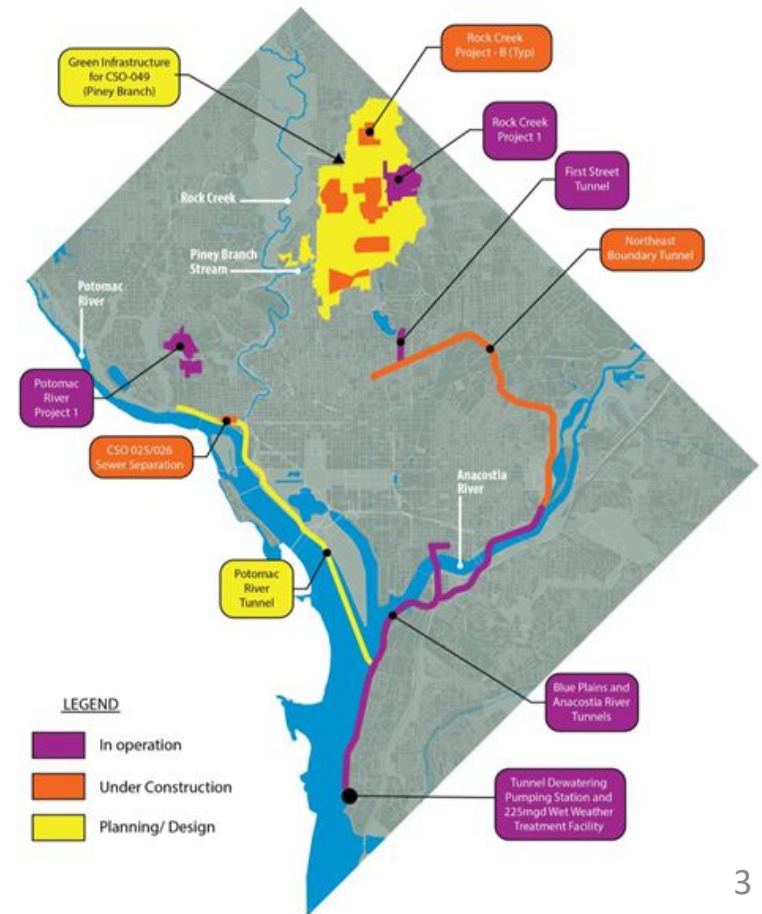 Green Infrastructure
for CSO-049
(Piney Branch)
Rock Creek
Project - B (Typ)
Rock Creek
Project 1
First Street
Tunnel
Rock Creek
Northeast
Boundary Tunnel
Piney Branch
Stream
Potomac
River
Potomac
River
Project 1
CSO 025/026
Sewer Separation
Anacostia
River
Potomac
River
Tunnel
Blue Plains and
Anacostia River
Tunnels
Tunnel Dewatering
Pumping Station and
225mgd Wet Weather
Treatment Facility
LEGEND
In operation
Under Construction
Planning/ Design
3